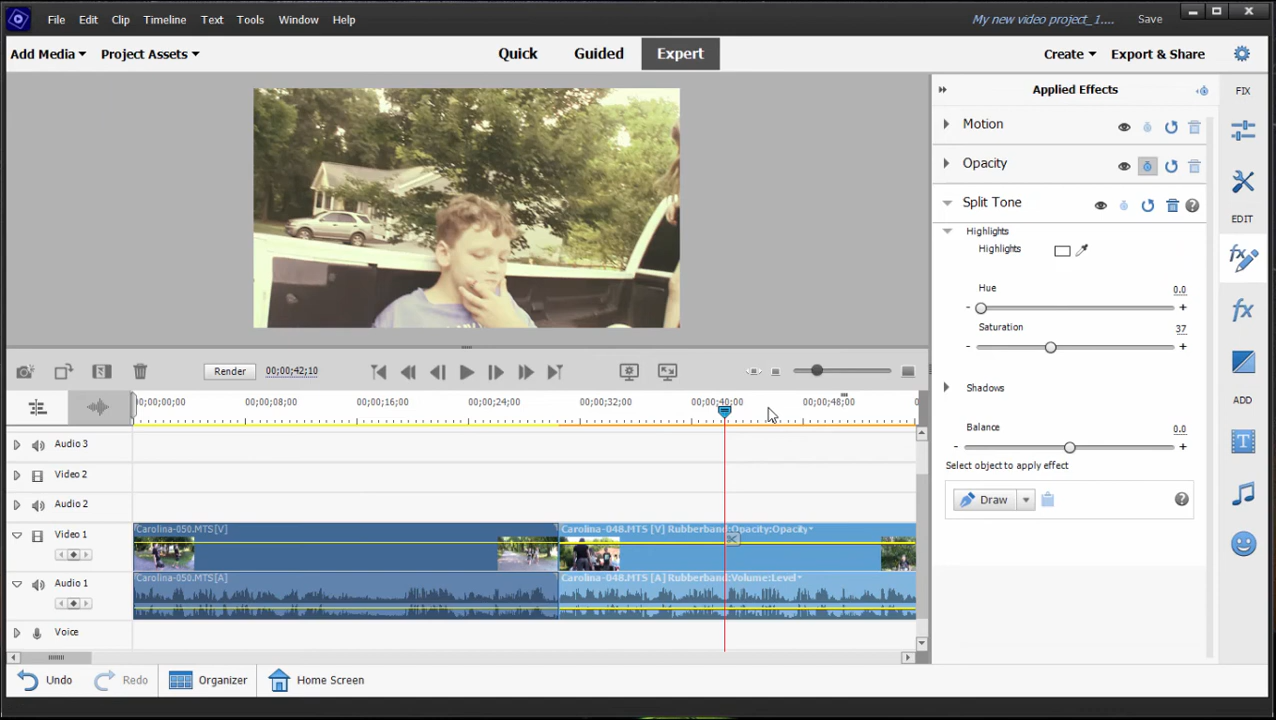 File Edit Clip Timeline Text Tools Window Help My new video project_1.... Save
Add Media Project Assets Quick Guided Expert Create Export & Share
Applied Effects FIX
Motion
Opacity
Split Tone
EDIT
Highlights
Highlights
Hue 0.0
- +
Saturation 37
- +
Render 00;00;42;10
Shadows
ADD
00;00;00;00 00;00;08;00 00;00;16;00 00;00;24;00 00;00;32;00 00;00;40;00 00;00;48;00
Balance 0.0
- +
Audio 3
Select object to apply effect
Video 2
Draw
Audio 2
Video 1 Carolina-050.MTS[V] Carolina-048.MTS [V] Rubberband:Opacity:Opacity
Audio 1 Carolina-050.MTS[A] Carolina-048.MTS [A] Rubberband:Volume:Level
Voice
Undo Redo Organizer Home Screen